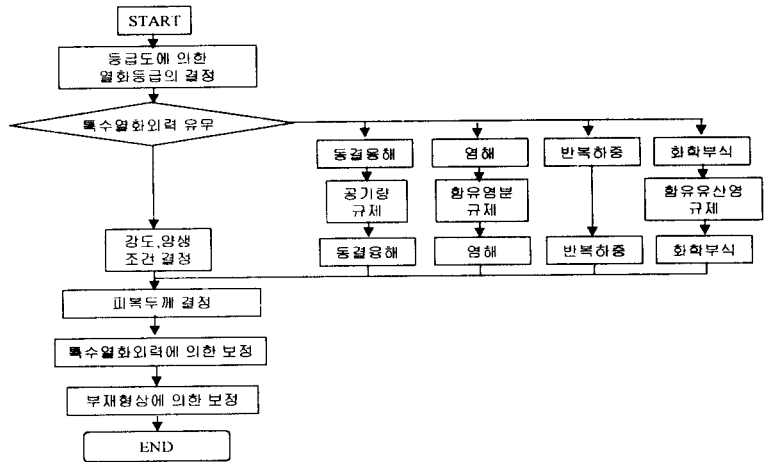 START
동급도에 의한
열화등급의 결정
특수열화외력 유무
동결융해
염해
반복하중
화학부식
공기량
규제
함유염분
규제
함유유산염
규제
강도,양생
조건 결정
동결융해
염해
반복하중
화학부식
피복두께 결정
특수열화외력에 의한 보정
부재형상에 의한 보정
END